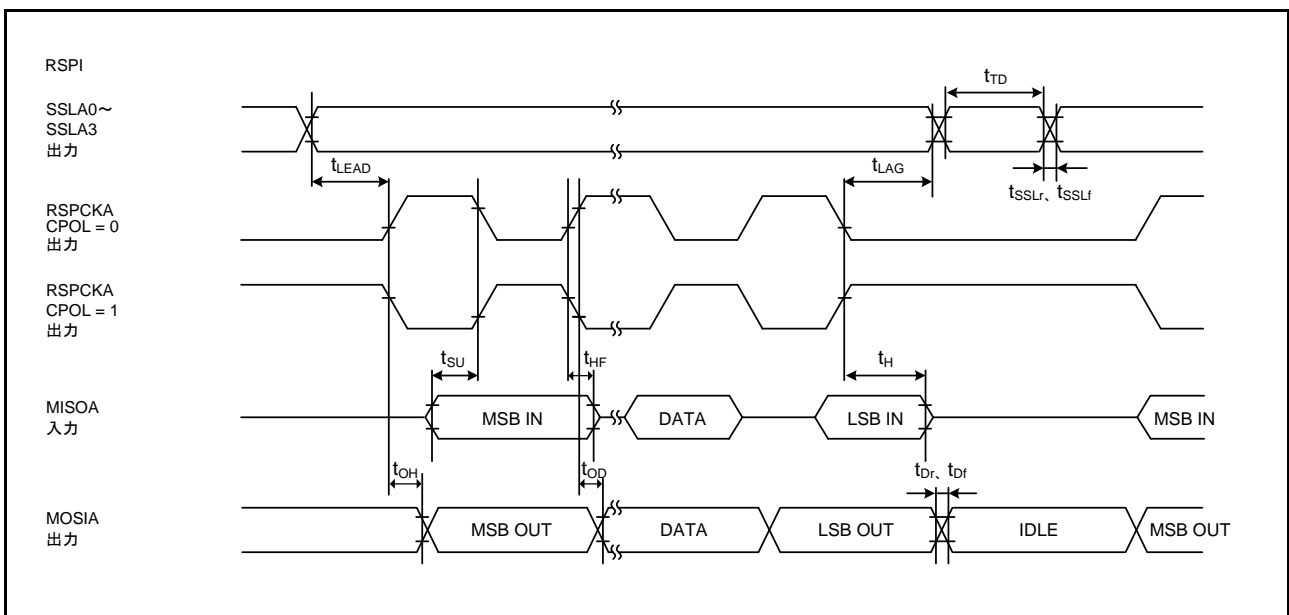 RSPI
tTD
SSLA0～
SSLA3
出力
tLEAD
tLAG
tSSLr、tSSLf
RSPCKA
CPOL = 0
出力
RSPCKA
CPOL = 1
出力
tSU
tHF
tH
MISOA
入力
MSB IN
DATA
LSB IN
MSB IN
tOH
tOD
tDr、tDf
MOSIA
出力
MSB OUT
DATA
LSB OUT
IDLE
MSB OUT